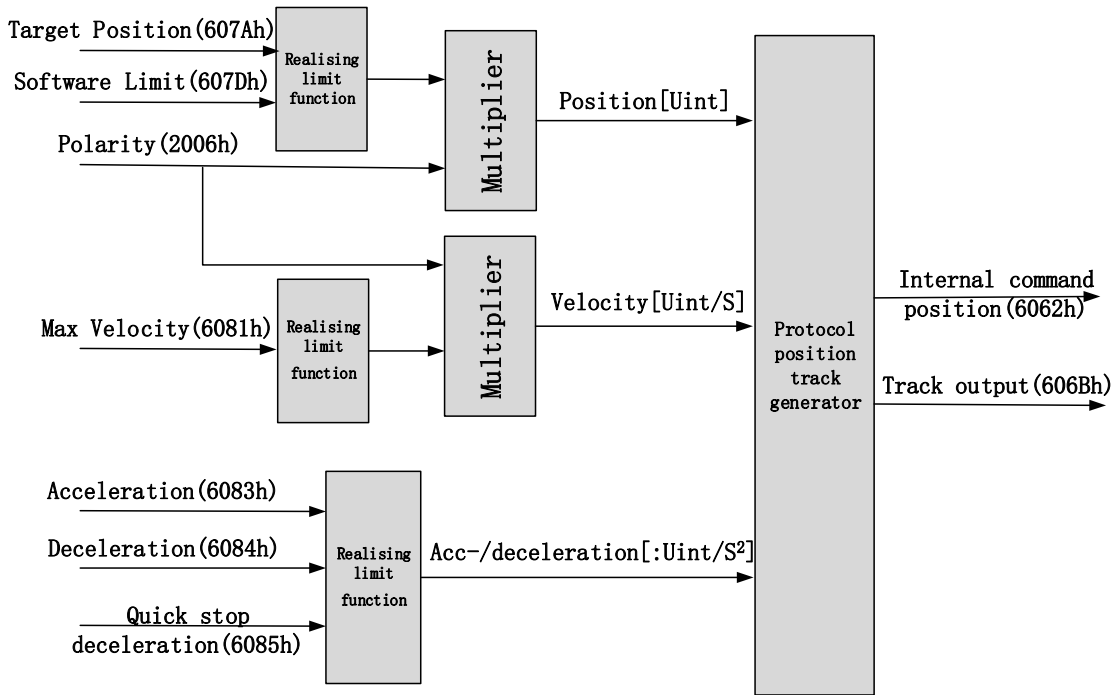 Target Position(607Ah)
Software Limit(607Dh)
Realising
limit
function
Polarity(2006h)
Multiplier
Position[Uint]
Max Velocity(6081h)
Realising
limit
function
Multiplier
Velocity[Uint/S]
Acceleration(6083h)
Deceleration(6084h)
Quick stop
deceleration(6085h)
Realising
limit
function
Acc-/deceleration[:Uint/S²]
Protocol
position
track
generator
Internal command
position(6062h)
Track output(606Bh)